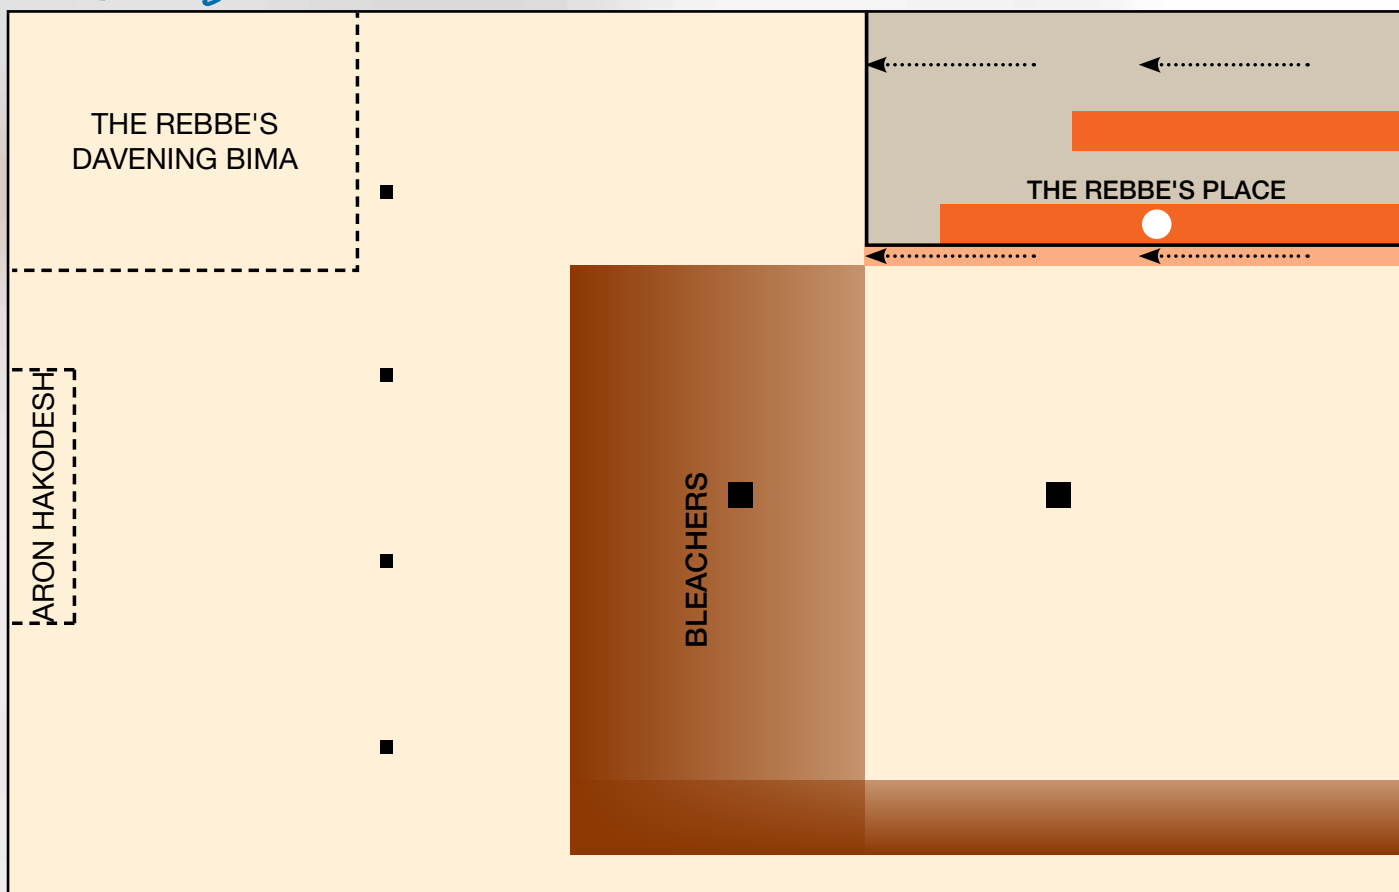 THE REBBE'S
DAVENING BIMA
THE REBBE'S PLACE
ARON HAKODESH
BLEACHERS